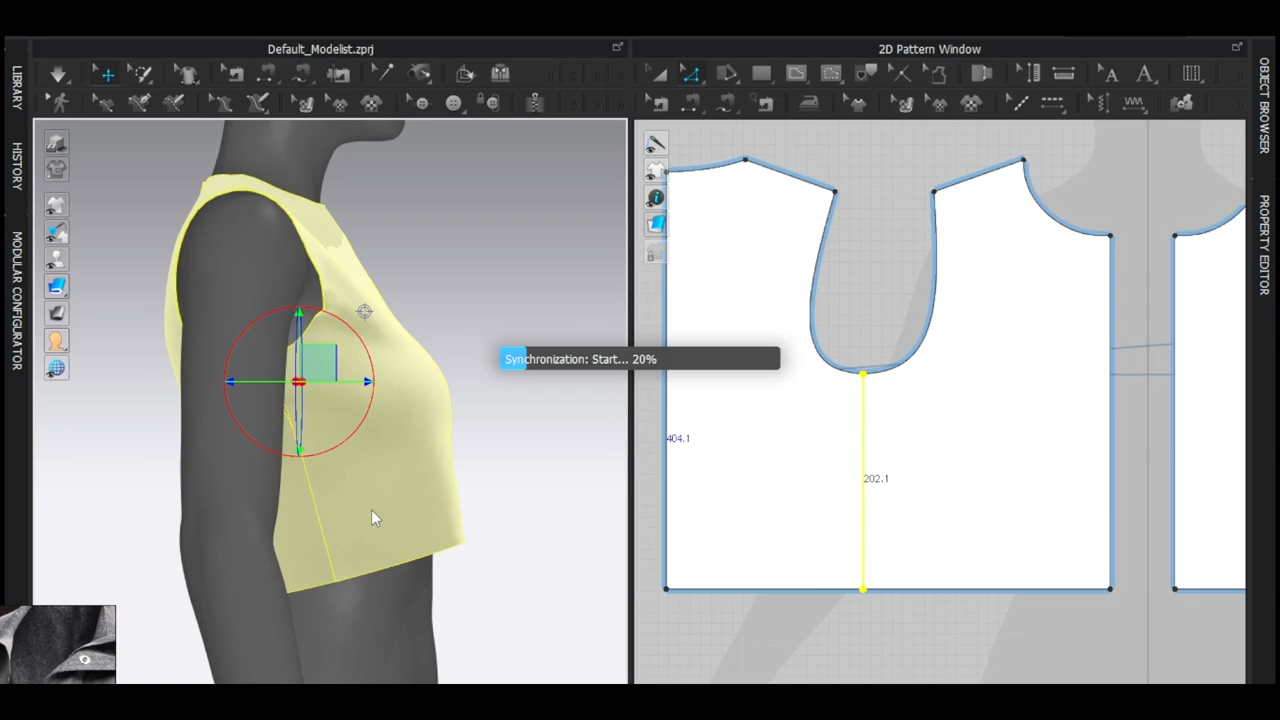 Default_Modelist.zprj
2D Pattern Window
LIBRARY
HISTORY
MODULAR CONFIGURATOR
OBJECT BROWSER
PROPERTY EDITOR
Synchronization: Start... 20%
404.1
202.1